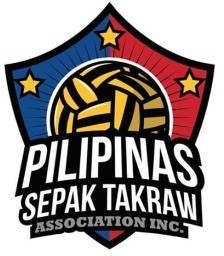 PILIPINAS
SEPAK TAKRAW
ASSOCIATION INC.